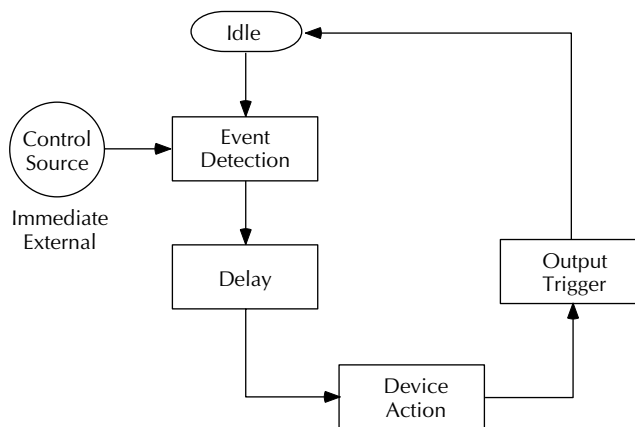 Idle
Event
Detection
Control
Source
Immediate
External
Delay
Output
Trigger
Device
Action